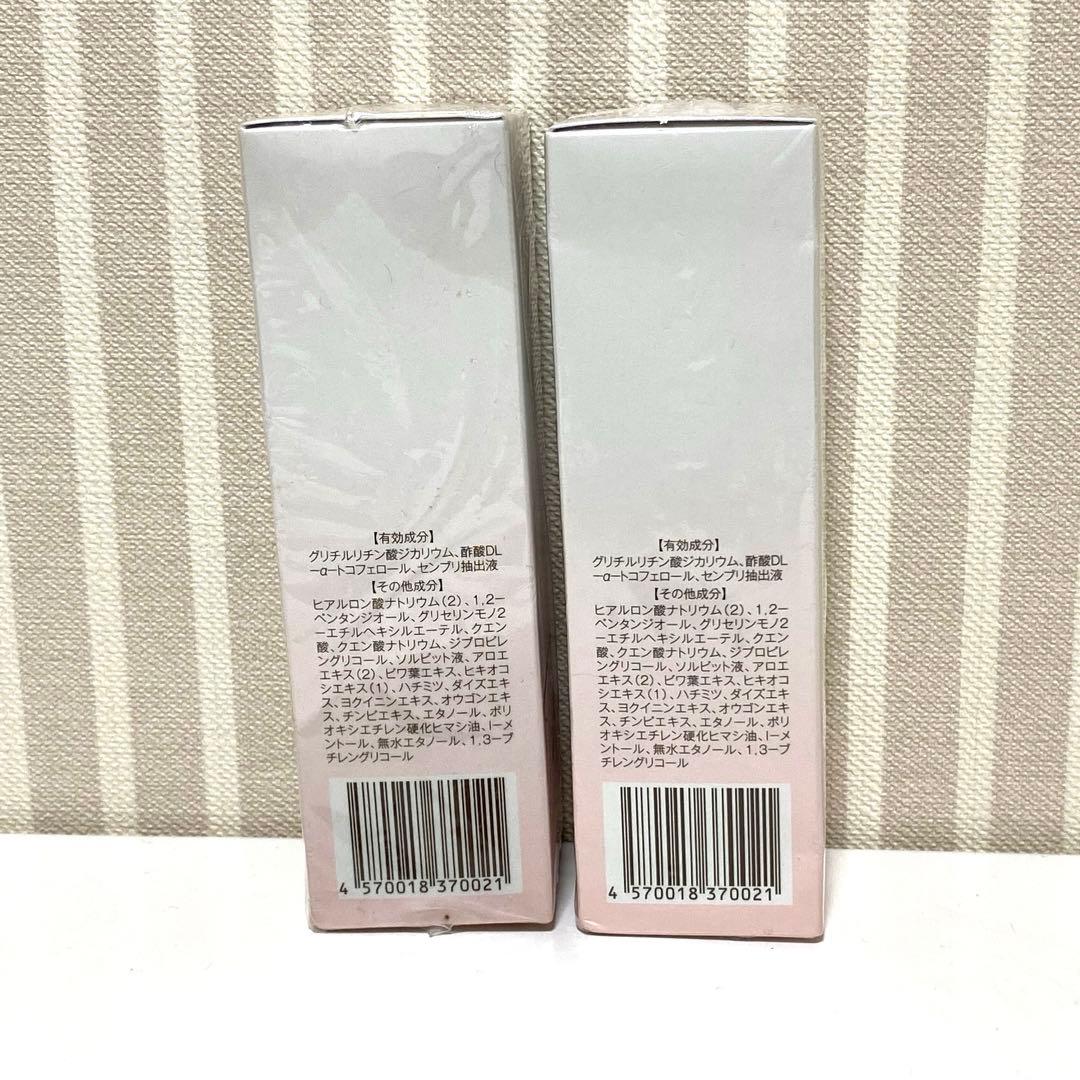 【有効成分】
グリチルリチン酸ジカリウム、酢酸DL
ーα－トコフェロール、センブリ抽出液
【その他成分】
ヒアルロン酸ナトリウム(2)、1,2－
ペンタンジオール、グリセリンモノ2
ーエチルヘキシルエーテル、クエン
酸、クエン酸ナトリウム、ジプロピレ
ングリコール、ソルビット液、アロエ
エキス(2)、ビワ葉エキス、ヒキオコ
シエキス(1)、ハチミツ、ダイズエキ
ス、ヨクイニンエキス、オウゴンエキ
ス、チンピエキス、エタノール、ポリ
オキシエチレン硬化ヒマシ油、l－メ
ントール、無水エタノール、1,3－ブ
チレングリコール
4 570018 370021
【有効成分】
グリチルリチン酸ジカリウム、酢酸DL
ーα－トコフェロール、センブリ抽出液
【その他成分】
ヒアルロン酸ナトリウム(2)、1,2－
ペンタンジオール、グリセリンモノ2
ーエチルヘキシルエーテル、クエン
酸、クエン酸ナトリウム、ジプロピレ
ングリコール、ソルビット液、アロエ
エキス(2)、ビワ葉エキス、ヒキオコ
シエキス(1)、ハチミツ、ダイズエキ
ス、ヨクイニンエキス、オウゴンエキ
ス、チンピエキス、エタノール、ポリ
オキシエチレン硬化ヒマシ油、l－メ
ントール、無水エタノール、1,3－ブ
チレングリコール
4 570018 370021